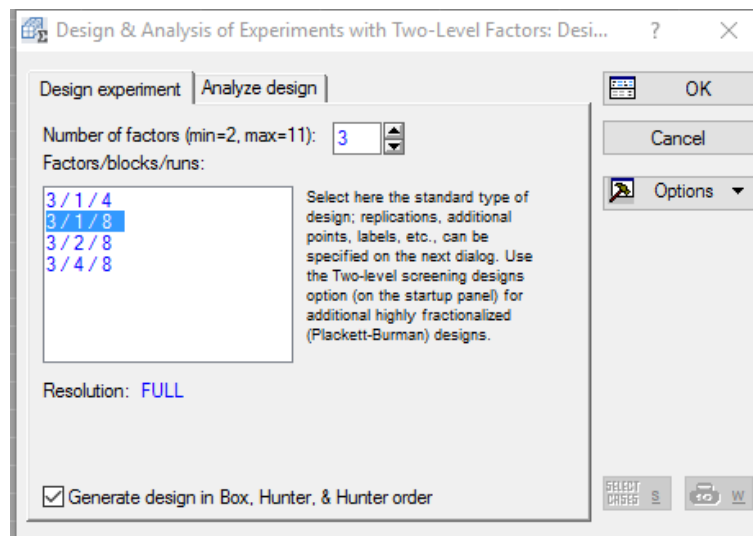 Design & Analysis of Experiments with Two-Level Factors: Desi... ?
Design experiment Analyze design
OK
Number of factors (min=2, max=11): 3
Cancel
Factors/blocks/runs:
Options
3 / 1 / 4
3 / 1 / 8
3 / 2 / 8
3 / 4 / 8
Select here the standard type of
design; replications, additional
points, labels, etc., can be
specified on the next dialog. Use
the Two-level screening designs
option (on the startup panel) for
additional highly fractionalized
(Plackett-Burman) designs.
Resolution: FULL
Generate design in Box, Hunter, & Hunter order
SELECT
CASES S
W